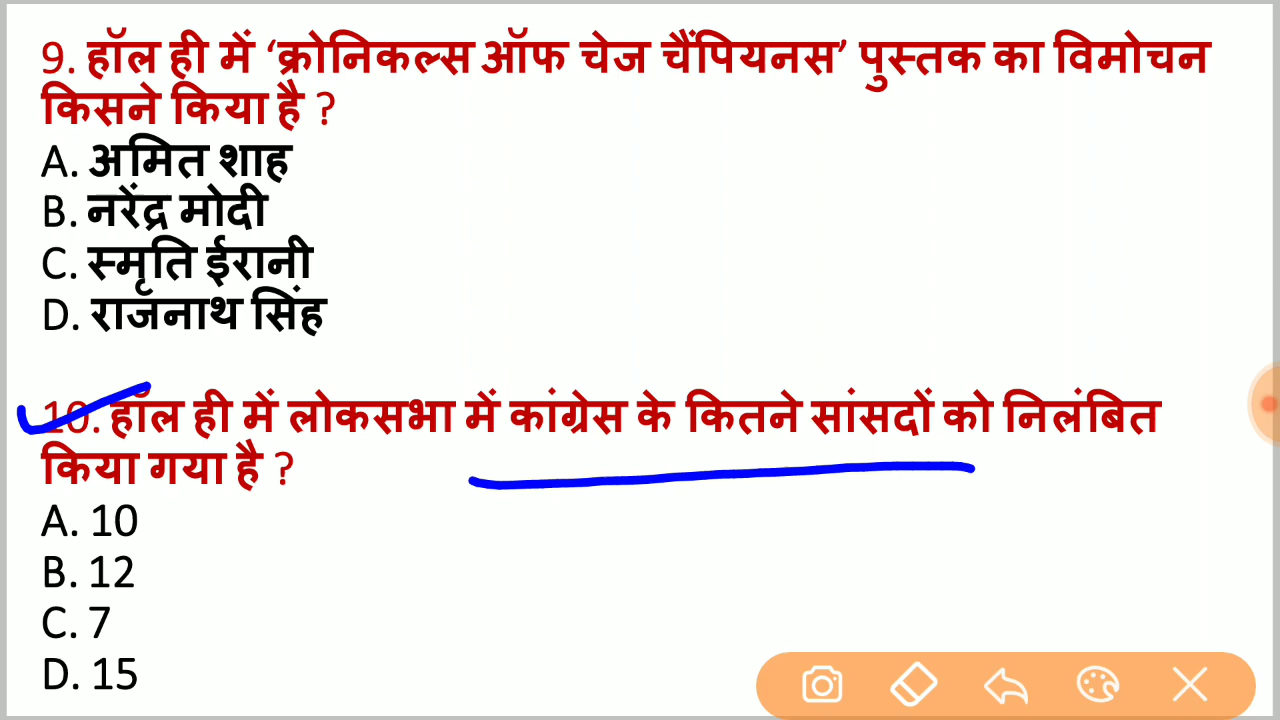 9. हॉल ही में ‘क्रोनिकल्स ऑफ चेज चैंपियनस’ पुस्तक का विमोचन
किसने किया है ?
A. अमित शाह
B. नरेंद्र मोदी
C. स्मृति ईरानी
D. राजनाथ सिंह
10. हॉल ही में लोकसभा में कांग्रेस के कितने सांसदों को निलंबित
किया गया है ?
A. 10
B. 12
C. 7
D. 15